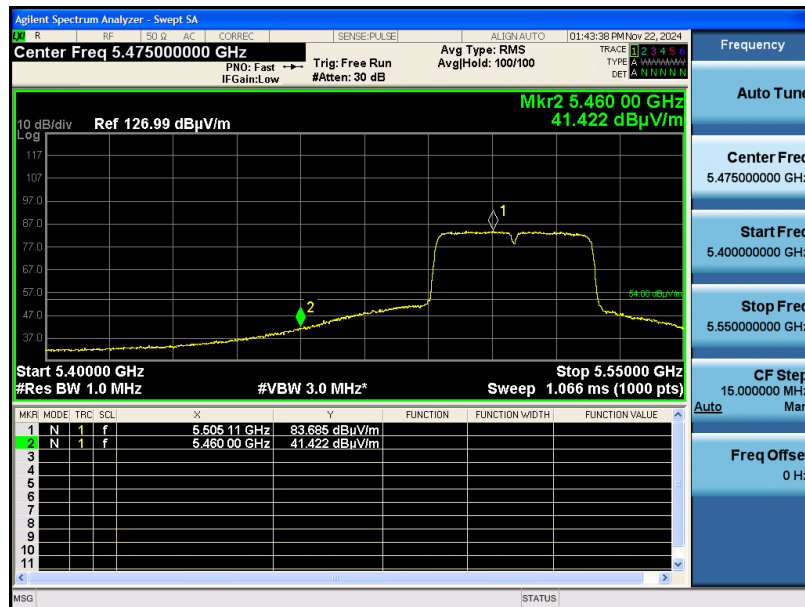 Agilent Spectrum Analyzer - Swept SA
LXI R RF 50 Ω AC CORREC SENSE:PULSE ALIGN AUTO 01:43:38 PM Nov 22, 2024
Center Freq 5.475000000 GHz
PNO: Fast
IFGain:Low
Trig: Free Run
#Atten: 30 dB
Avg Type: RMS
Avg|Hold: 100/100
TRACE 1 2 3 4 5 6
TYPE A WWWWW
DET A N N N N N
Mkr2 5.460 00 GHz
41.422 dBµV/m
10 dB/div Ref 126.99 dBµV/m
Log
117
107
97.0
87.0
77.0
67.0
57.0
47.0
37.0
1
2
54.00 dBµV/m
Start 5.40000 GHz Stop 5.55000 GHz
#Res BW 1.0 MHz #VBW 3.0 MHz* Sweep 1.066 ms (1000 pts)
MKR MODE TRC SCL X Y FUNCTION FUNCTION WIDTH FUNCTION VALUE
1 N 1 f 5.505 11 GHz 83.685 dBµV/m
2 N 1 f 5.460 00 GHz 41.422 dBµV/m
3
4
5
6
7
8
9
10
11
MSG STATUS
Frequency
Auto Tune
Center Freq
5.475000000 GHz
Start Freq
5.400000000 GHz
Stop Freq
5.550000000 GHz
CF Step
15.000000 MHz
Auto Man
Freq Offset
0 Hz